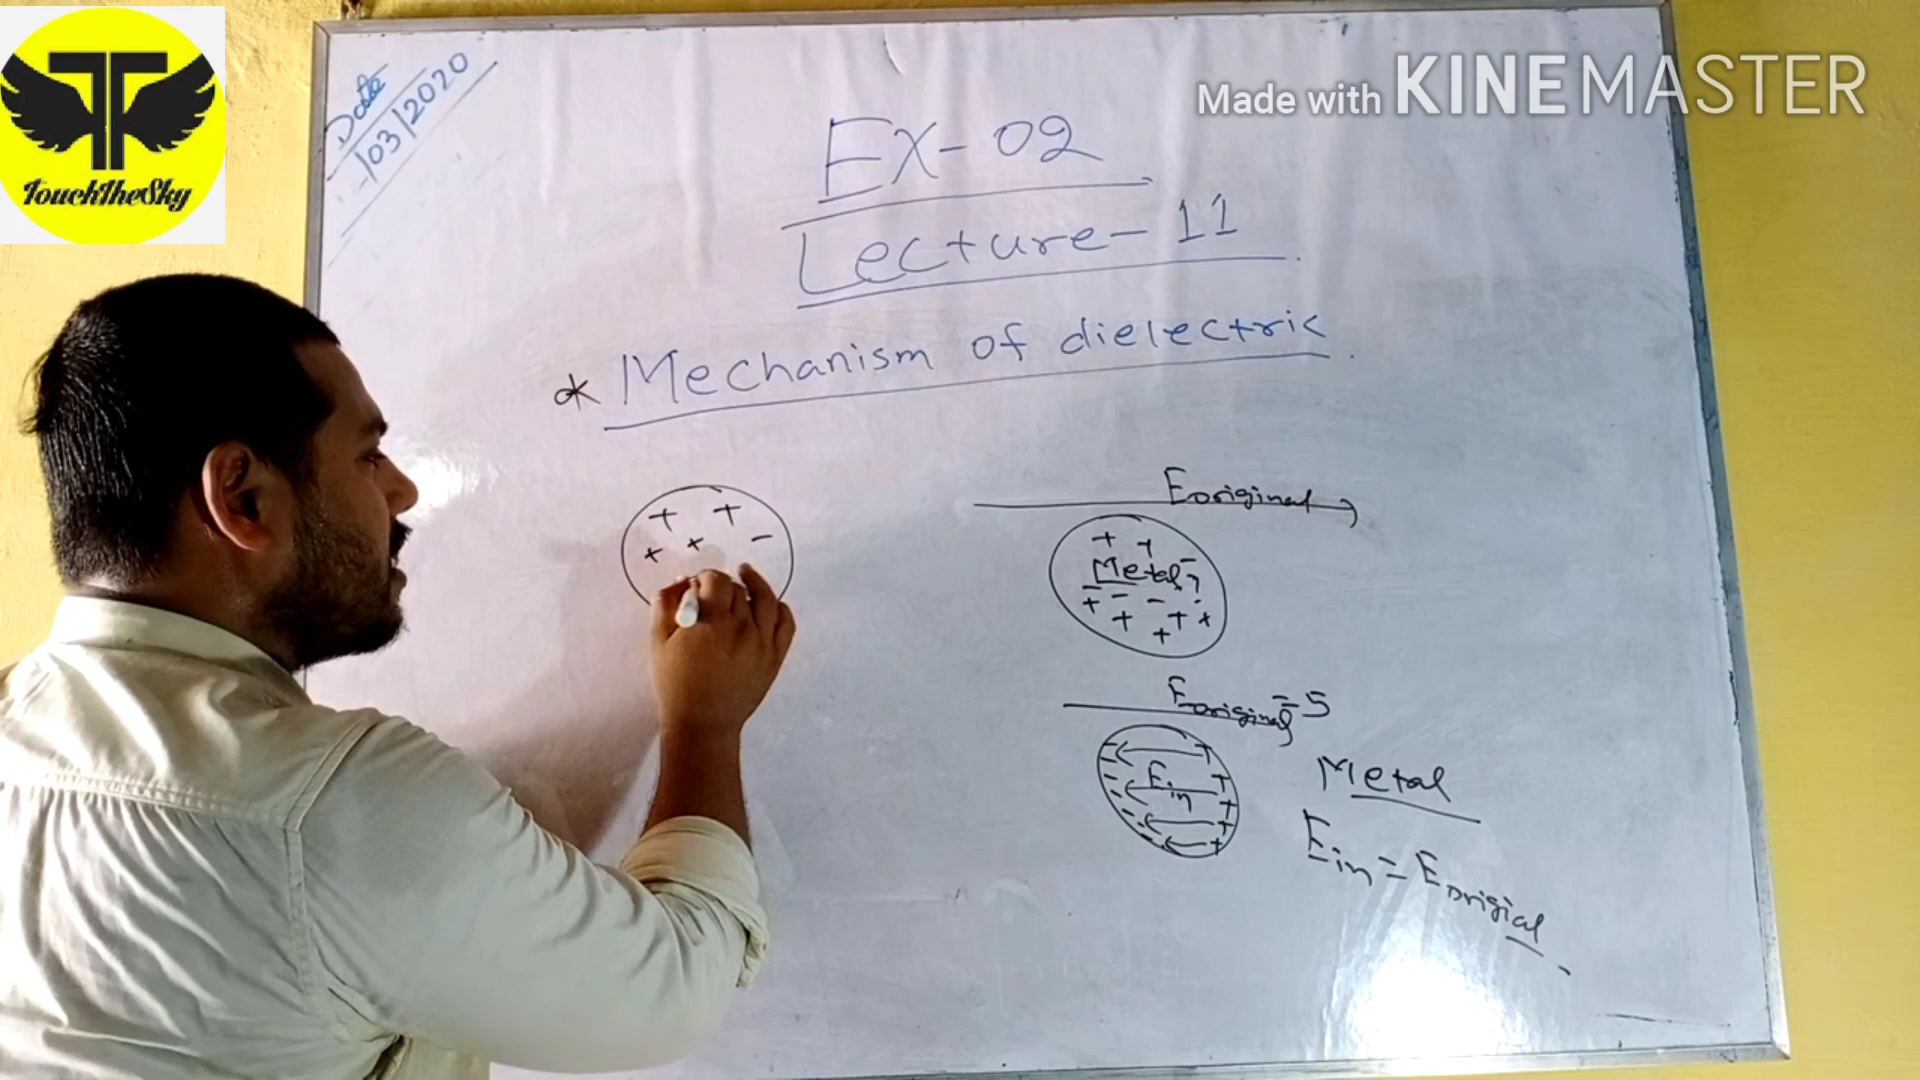 TouchTheSky
Made with KINEMASTER
Date
-/03/2020
EX-02
Lecture-11
* Mechanism of dielectric
Eoriginal
+ +
+ + -
+ +
Metal -
+ - -
+ + +
+
Eoriginal = 5
Ein
Metal
Ein = Eorigial